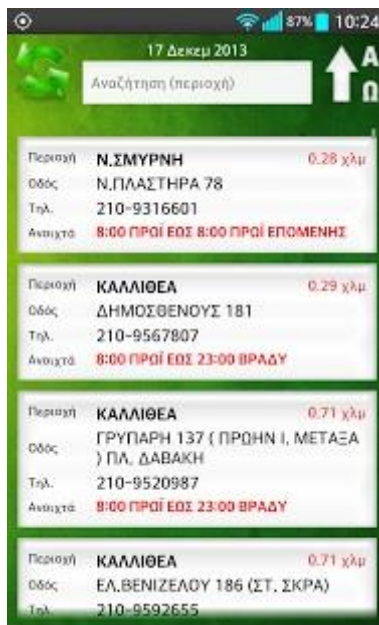 87% 10:24
17 Δεκεμ 2013
Αναζήτηση (περιοχή)
Α
Ω
Περιοχή Ν.ΣΜΥΡΝΗ 0.28 χλμ
Οδός Ν.ΠΛΑΣΤΗΡΑ 78
Τηλ. 210-9316601
Ανοιχτά 8:00 ΠΡΩΪ ΕΩΣ 8:00 ΠΡΩΪ ΕΠΟΜΕΝΗΣ
Περιοχή ΚΑΛΛΙΘΕΑ 0.29 χλμ
Οδός ΔΗΜΟΣΘΕΝΟΥΣ 181
Τηλ. 210-9567807
Ανοιχτά 8:00 ΠΡΩΪ ΕΩΣ 23:00 ΒΡΑΔΥ
Περιοχή ΚΑΛΛΙΘΕΑ 0.71 χλμ
Οδός ΓΡΥΠΑΡΗ 137 ( ΠΡΩΗΝ Ι. ΜΕΤΑΞΑ
) ΠΛ. ΔΑΒΑΚΗ
Τηλ. 210-9520987
Ανοιχτά 8:00 ΠΡΩΪ ΕΩΣ 23:00 ΒΡΑΔΥ
Περιοχή ΚΑΛΛΙΘΕΑ 0.71 χλμ
Οδός ΕΛ.ΒΕΝΙΖΕΛΟΥ 186 (ΣΤ. ΣΚΡΑ)
Τηλ. 210-9592655